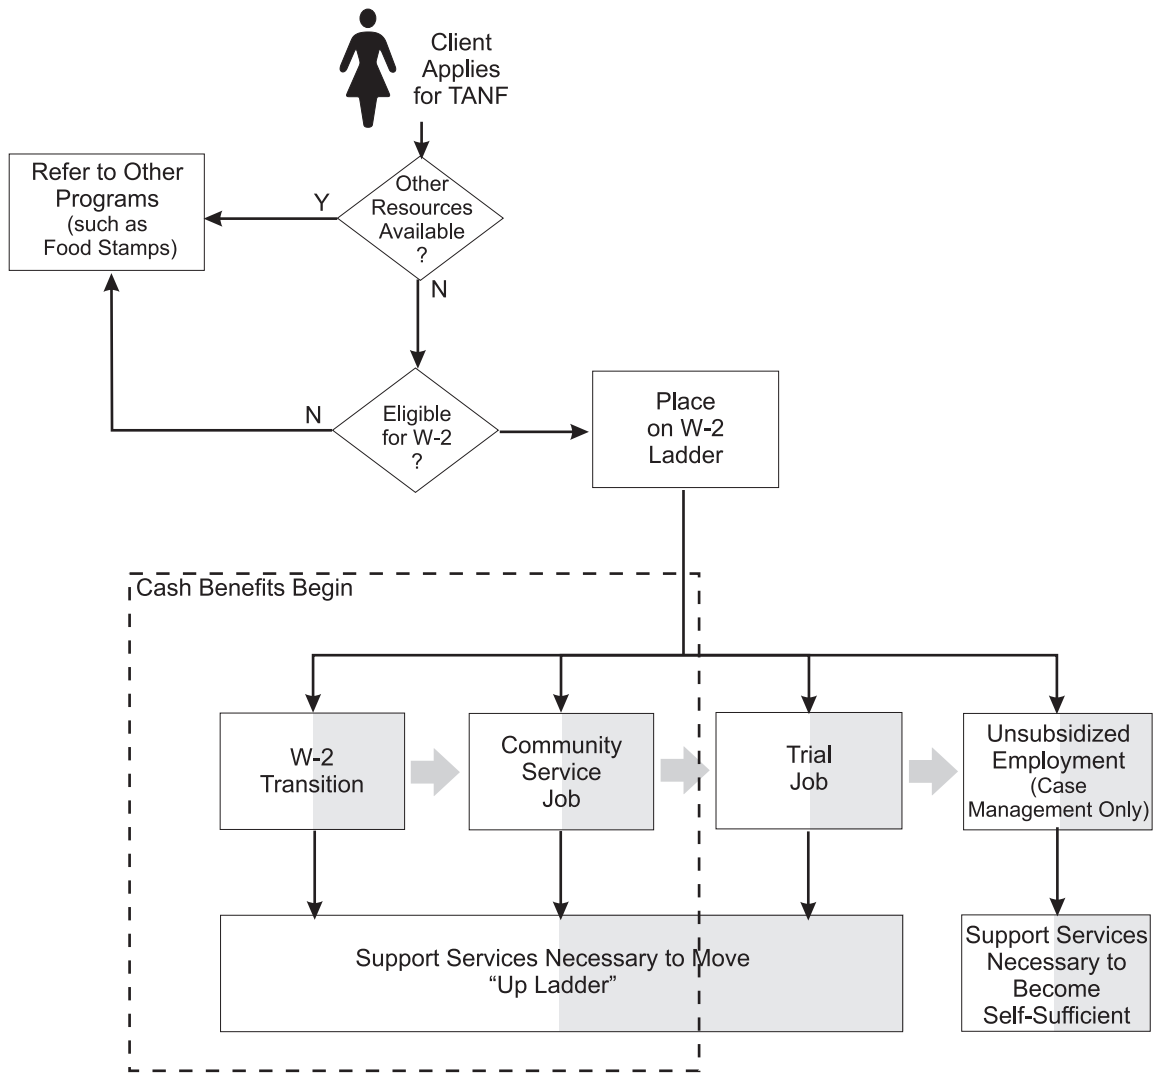 Client
Applies
for TANF
Refer to Other
Programs
(such as
Food Stamps)
Y
Other
Resources
Available
?
N
N
Eligible
for W-2
?
Place
on W-2
Ladder
Cash Benefits Begin
W-2
Transition
Community
Service
Job
Trial
Job
Unsubsidized
Employment
(Case
Management Only)
Support Services Necessary to Move
“Up Ladder”
Support Services
Necessary to
Become
Self-Sufficient